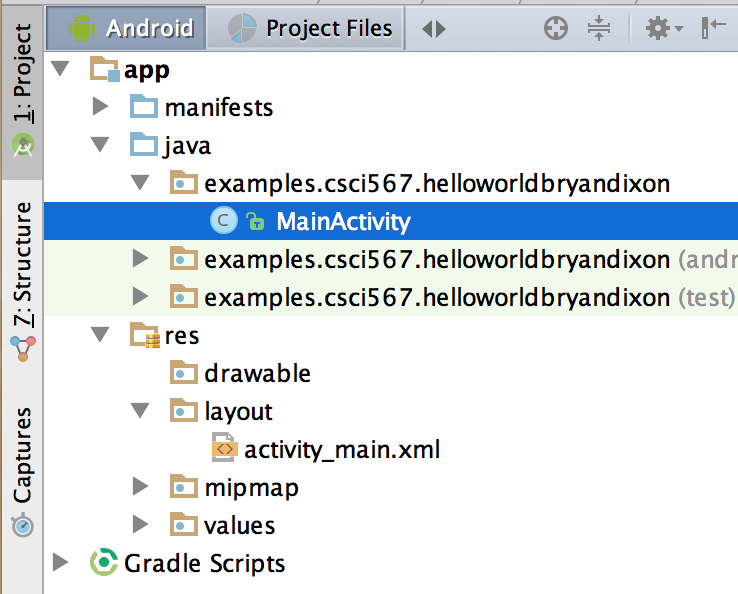 Android
Project Files
1: Project
7: Structure
Captures
app
manifests
java
examples.csci567.helloworldbryandixon
C MainActivity
examples.csci567.helloworldbryandixon (andr
examples.csci567.helloworldbryandixon (test)
res
drawable
layout
<> activity_main.xml
mipmap
values
Gradle Scripts